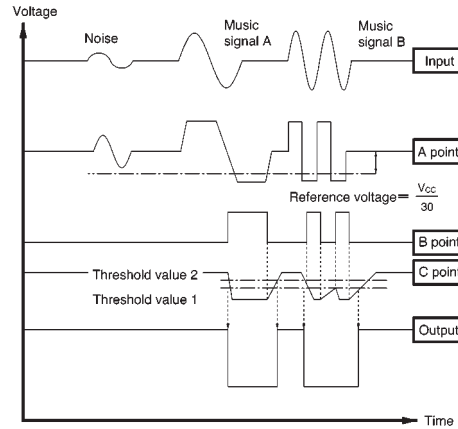 Voltage
Noise
Music
signal A
Music
signal B
Input
A point
Reference voltage= VCC
30
B point
Threshold value 2
C point
Threshold value 1
Output
Time